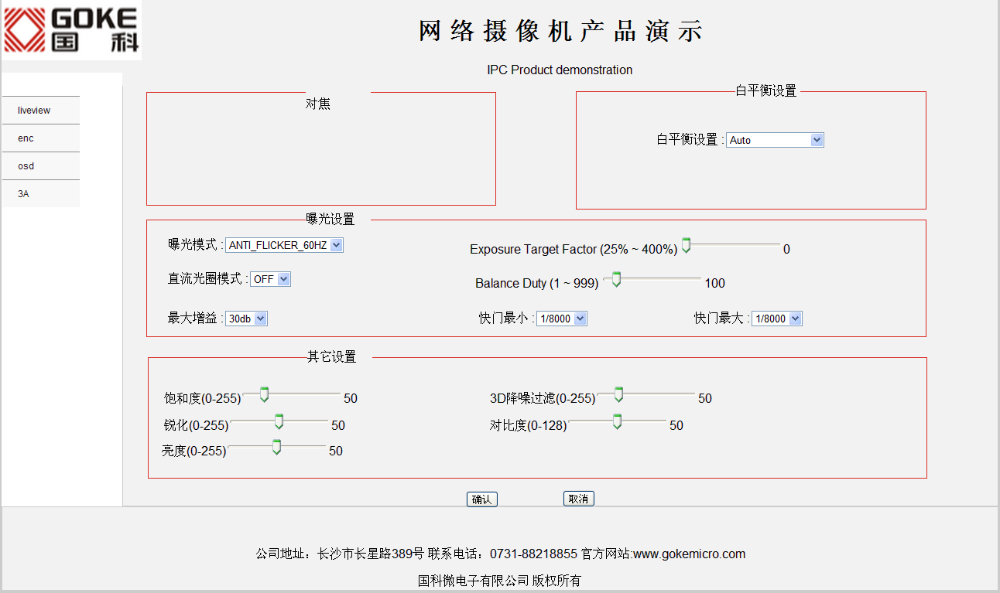 GOKE
国 科
网络摄像机产品演示
IPC Product demonstration
liveview
enc
osd
3A
对焦
白平衡设置
白平衡设置 : Auto
曝光设置
曝光模式 : ANTI_FLICKER_60HZ
Exposure Target Factor (25% ~ 400%) 0
直流光圈模式 : OFF
Balance Duty (1 ~ 999) 100
最大增益 : 30db
快门最小 : 1/8000
快门最大 : 1/8000
其它设置
饱和度(0-255) 50
3D降噪过滤(0-255) 50
锐化(0-255) 50
对比度(0-128) 50
亮度(0-255) 50
确认
取消
公司地址：长沙市长星路389号 联系电话：0731-88218855 官方网站:www.gokemicro.com
国科微电子有限公司 版权所有